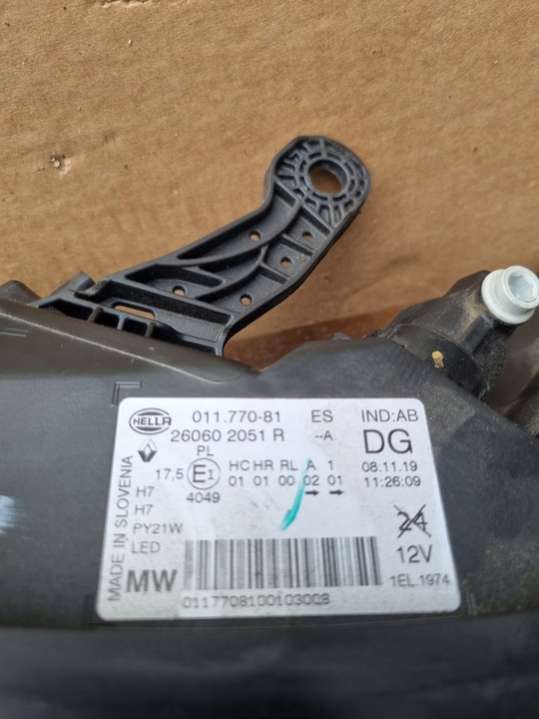 HELLA 011.770-81 ES IND:AB
26060 2051 R --A DG
PL
17,5 E1 HC HR RL A 1 08.11.19
01 01 00 02 01 11:26:09
4049 → →
H7
H7
PY21W 24
LED 12V
MW 1EL.1974
0117708100103008
MADE IN SLOVENIA